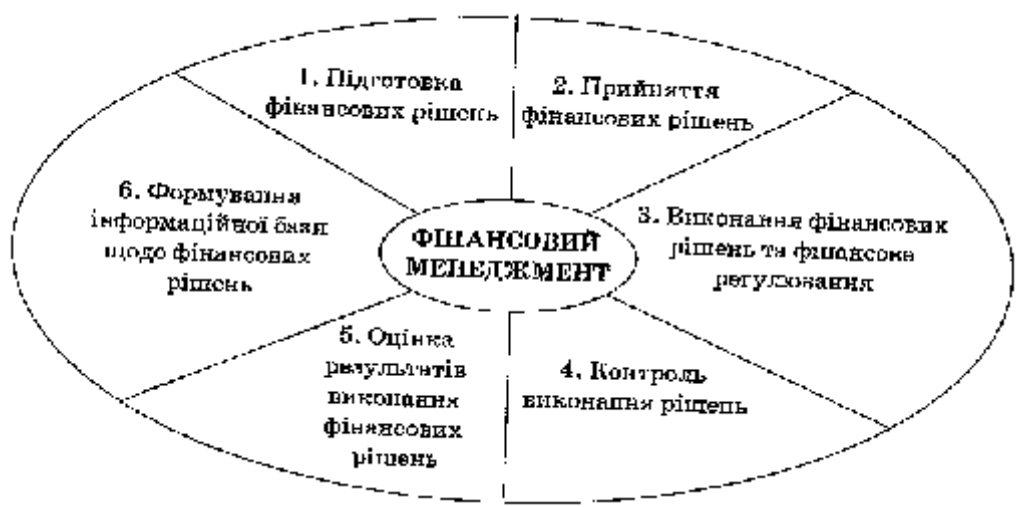 1. Підготовка
фінансових рішень
2. Прийняття
фінансових рішень
3. Виконання фінансових
рішень та фінансове
регулювання
4. Контроль
виконання рішень
5. Оцінка
результатів
виконання
фінансових
рішень
6. Формування
інформаційної бази
щодо фінансових
рішень
ФІНАНСОВИЙ
МЕНЕДЖМЕНТ